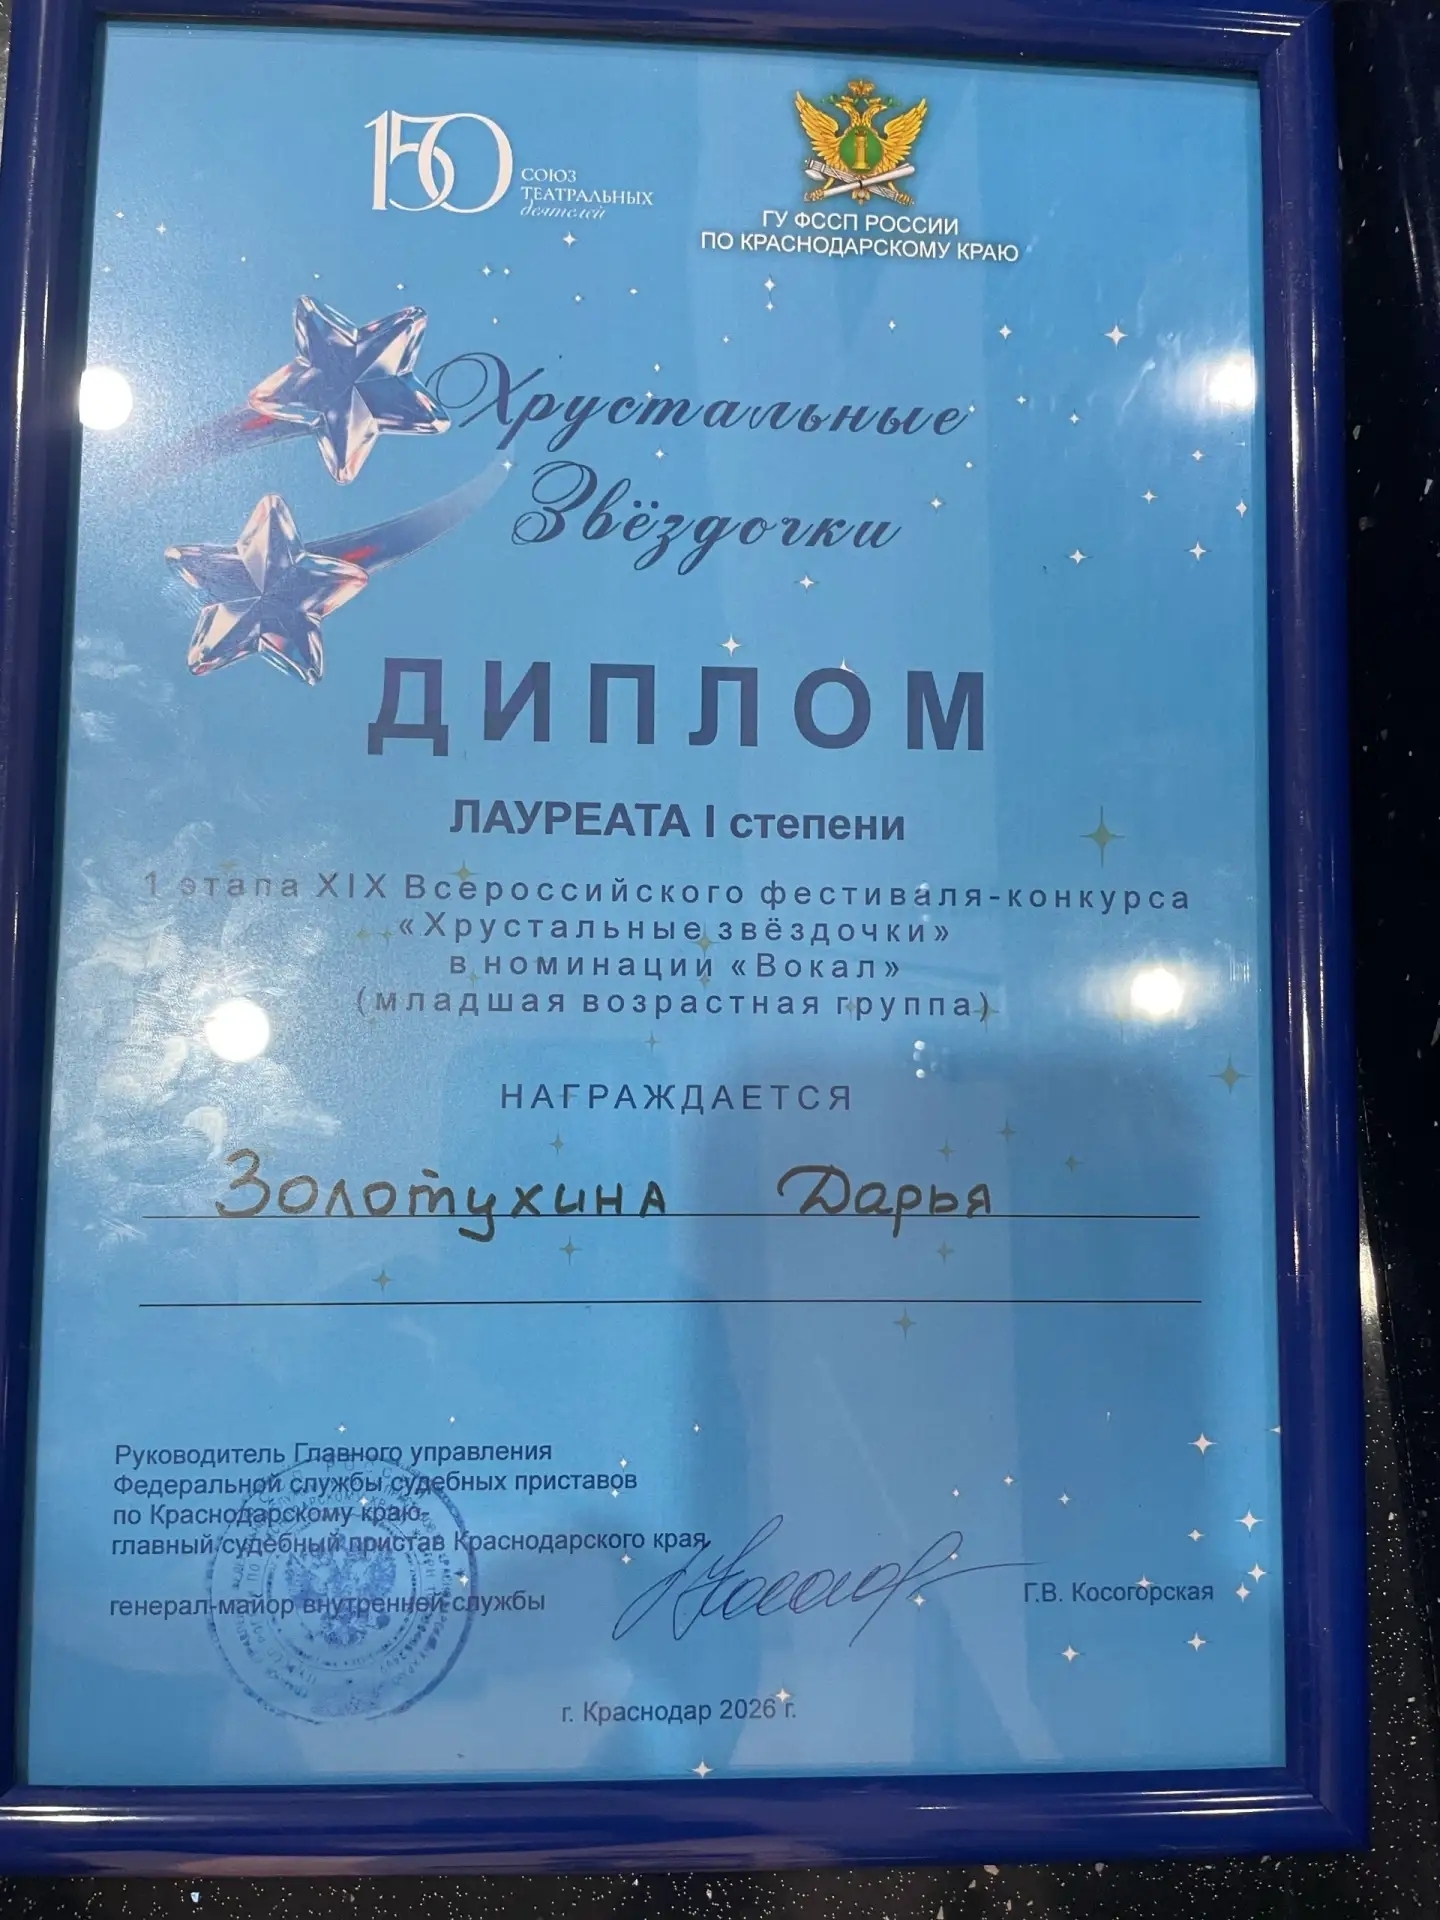 150
СОЮЗ
ТЕАТРАЛЬНЫХ
деятелей
ГУ ФССП РОССИИ
ПО КРАСНОДАРСКОМУ КРАЮ
Хрустальные
Звёздочки
ДИПЛОМ
ЛАУРЕАТА I степени
1 этапа XIX Всероссийского фестиваля-конкурса
«Хрустальные звёздочки»
в номинации «Вокал»
(младшая возрастная группа)
НАГРАЖДАЕТСЯ
Золотухина Дарья
Руководитель Главного управления
Федеральной службы судебных приставов
по Краснодарскому краю-
главный судебный пристав Краснодарского края,
генерал-майор внутренней службы
Г.В. Косогорская
г. Краснодар 2026 г.